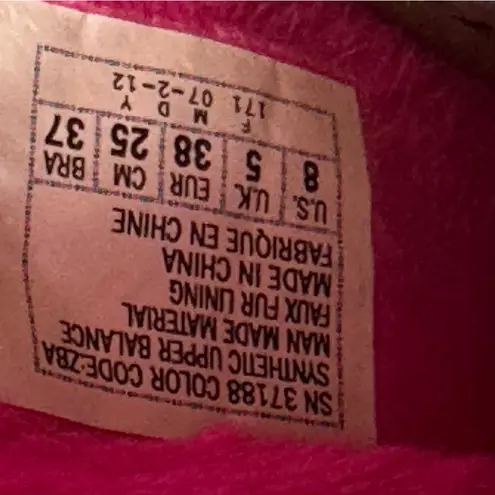 SN 37188 COLOR CODE:ZBA
SYNTHETIC UPPER BALANCE
MAN MADE MATERIAL
FAUX FUR LINING
MADE IN CHINA
FABRIQUE EN CHINE
U.S. U.K. EUR CM BRA
8 5 38 25 37
F M D Y
171 07-2-12